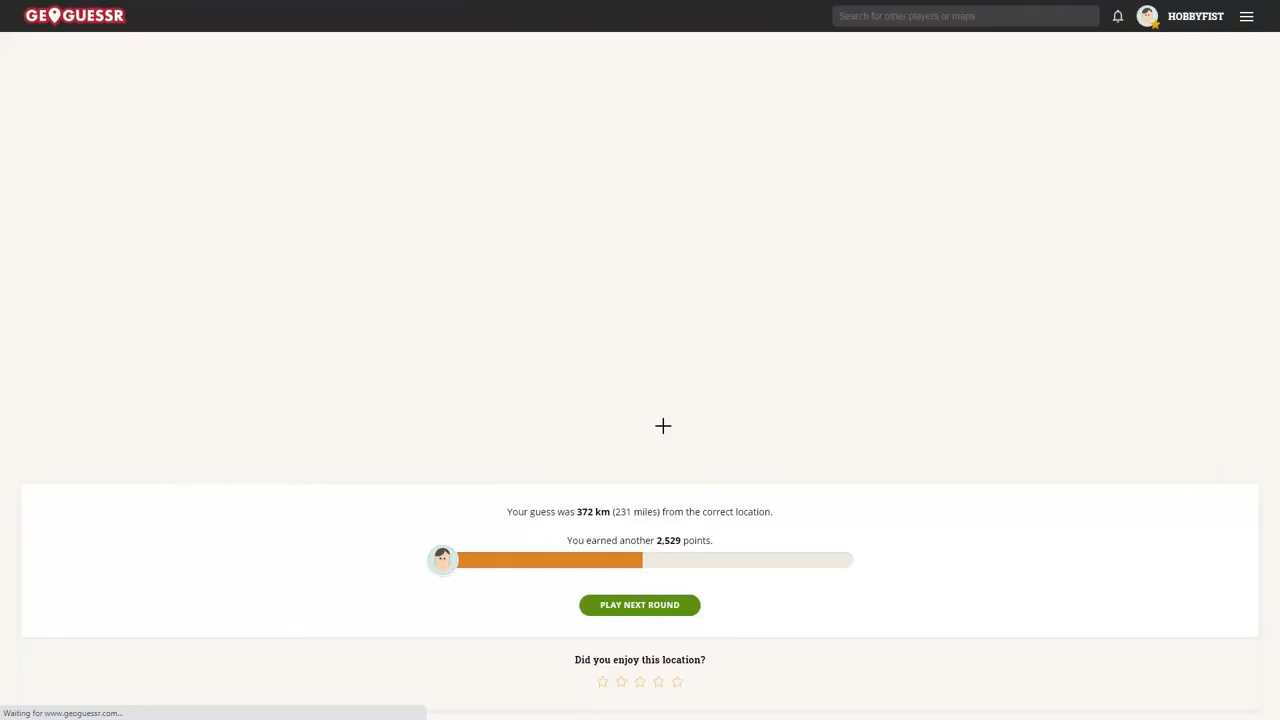 GEOGUESSR
Search for other players or maps
HOBBYFIST
Your guess was 372 km (231 miles) from the correct location.
You earned another 2,529 points.
PLAY NEXT ROUND
Did you enjoy this location?
Waiting for www.geoguessr.com...